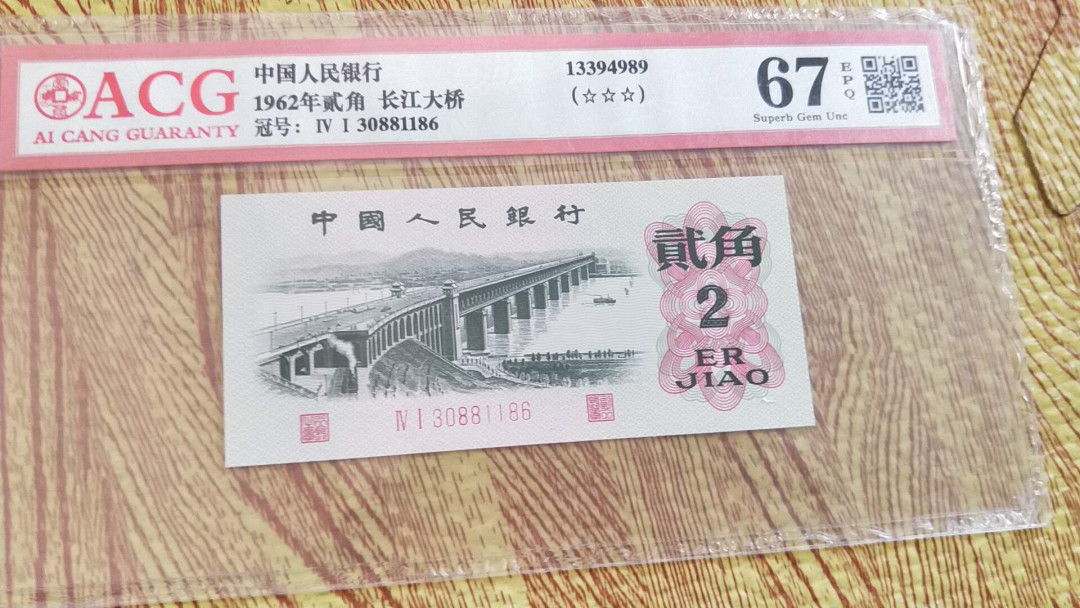 ACG
AI CANG GUARANTY
中国人民银行
1962年贰角 长江大桥
冠号: Ⅳ Ⅰ 30881186
13394989
(☆☆☆)
67
EPQ
Superb Gem Unc
中國人民銀行
貳角
2
ER
JIAO
Ⅳ Ⅰ 30881186